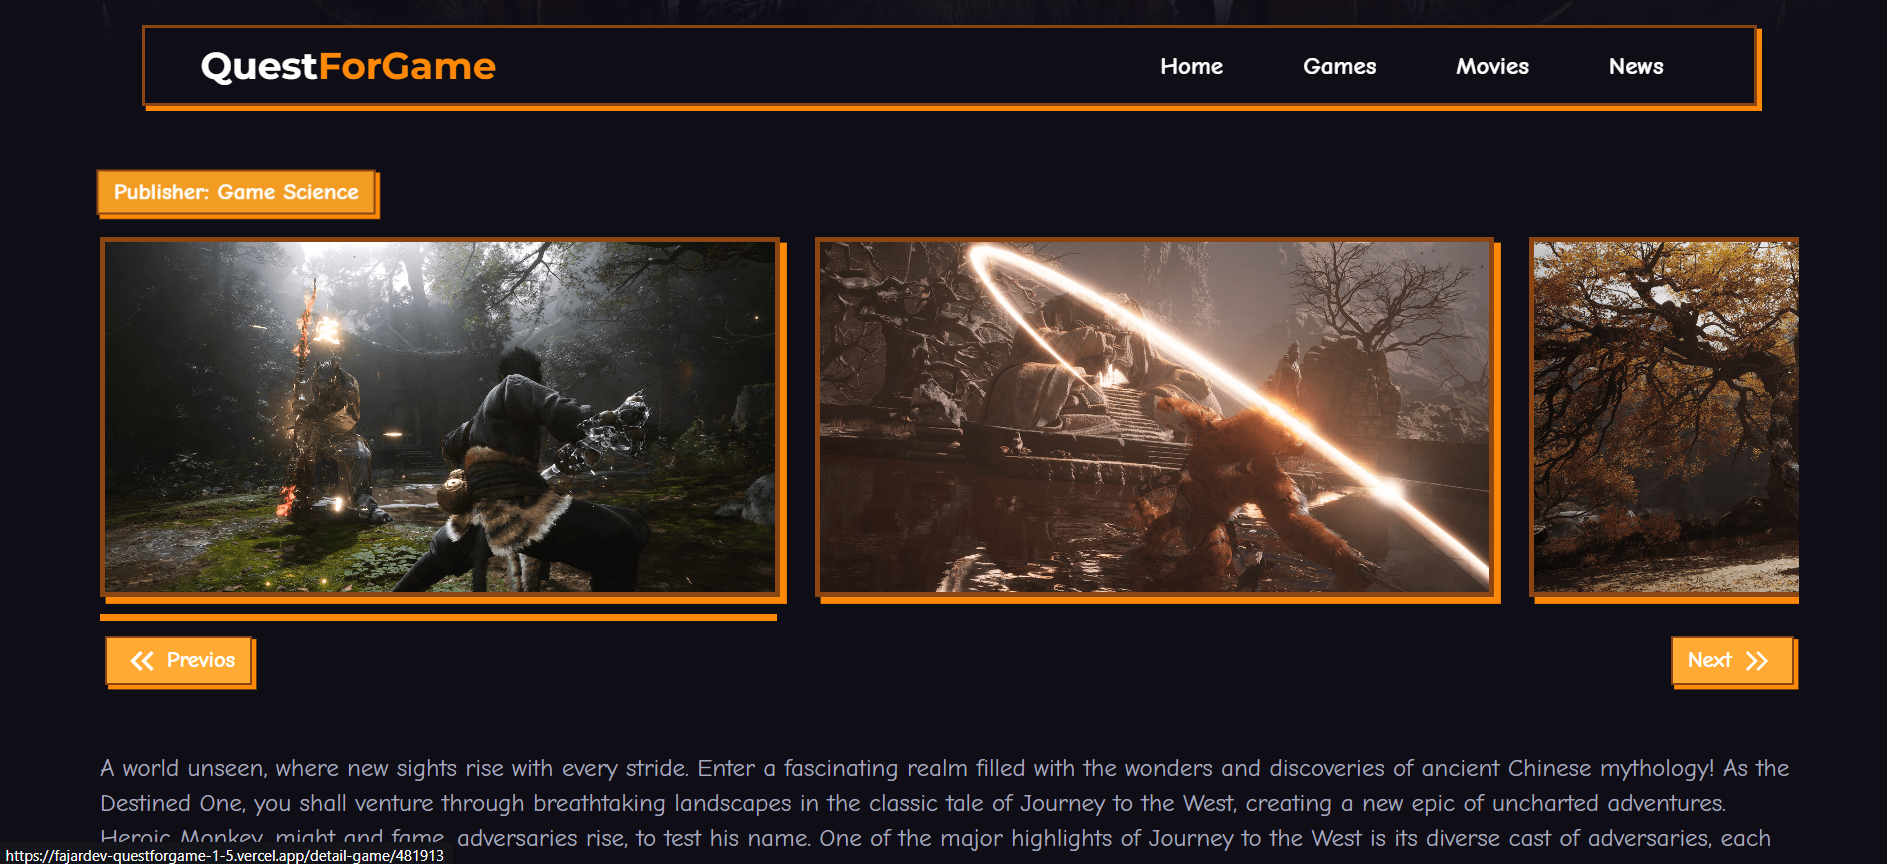 QuestForGame
Home Games Movies News
Publisher: Game Science
Previos
Next
A world unseen, where new sights rise with every stride. Enter a fascinating realm filled with the wonders and discoveries of ancient Chinese mythology! As the
Destined One, you shall venture through breathtaking landscapes in the classic tale of Journey to the West, creating a new epic of uncharted adventures.
Heroic Monkey, might and fame, adversaries rise, to test his name. One of the major highlights of Journey to the West is its diverse cast of adversaries, each
https://fajardev-questforgame-1-5.vercel.app/detail-game/481913